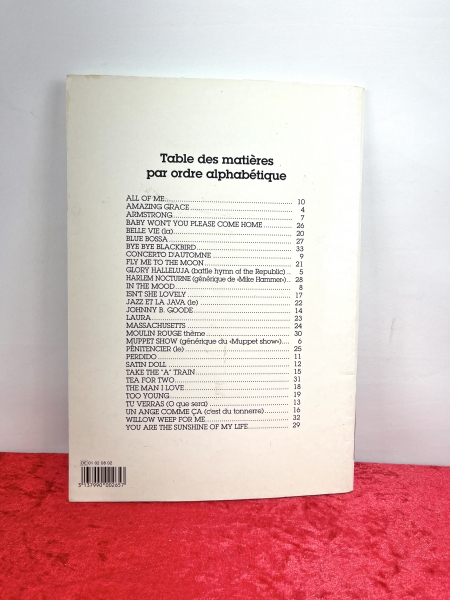 Table des matières
par ordre alphabétique
ALL OF ME 10
AMAZING GRACE 4
ARMSTRONG 7
BABY WON'T YOU PLEASE COME HOME 26
BELLE VIE (la) 20
BLUE BOSSA 27
BYE BYE BLACKBIRD 33
CONCERTO D'AUTOMNE 9
FLY ME TO THE MOON 21
GLORY HALLELUJA (battle hymn of the Republic) 5
HARLEM NOCTURNE (générique de «Mike Hammer») 28
IN THE MOOD 8
ISN'T SHE LOVELY 17
JAZZ ET LA JAVA (le) 22
JOHNNY B. GOODE 14
LAURA 23
MASSACHUSETTS 24
MOULIN ROUGE thème 30
MUPPET SHOW (générique du «Muppet show») 6
PÉNITENCIER (le) 25
PERDIDO 11
SATIN DOLL 12
TAKE THE "A" TRAIN 15
TEA FOR TWO 31
THE MAN I LOVE 18
TOO YOUNG 19
TU VERRAS (O que sera) 13
UN ANGE COMME ÇA (c'est du tonnerre) 16
WILLOW WEEP FOR ME 32
YOU ARE THE SUNSHINE OF MY LIFE 29
3 137990 002657